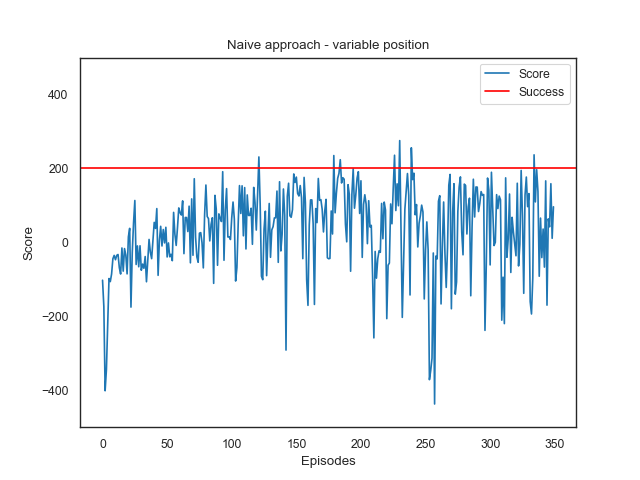 Naive approach - variable position
Score
Success
400
200
0
−200
−400
Score
0
50
100
150
200
250
300
350
Episodes